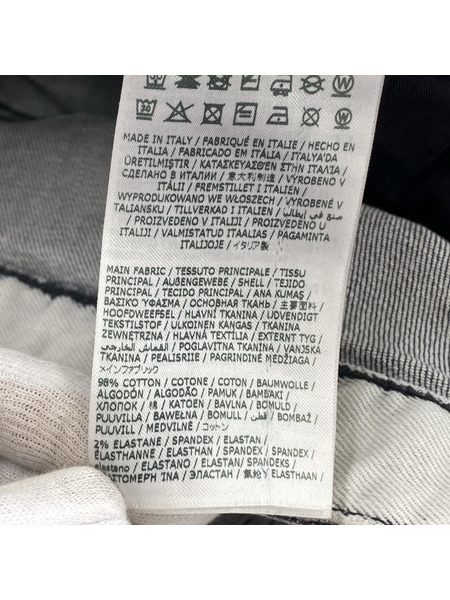 MADE IN ITALY / FABRIQUÉ EN ITALIE / HECHO EN
ITALIA / FABRICADO EM ITÁLIA / ITALYA'DA
ÜRETILMIŞTIR / ΚΑΤΑΣΚΕΥΑΣΘΕΝ ΣΤΗΝ ΙΤΑΛΙΑ /
СДЕЛАНО В ИТАЛИИ / 意大利制造 / VYROBENO V
ITÁLII / FREMSTILLET I ITALIEN /
WYPRODUKOWANO WE WŁOSZECH / VYROBENÉ V
TALIANSKU / TILLVERKAD I ITALIEN / صنع في إيطاليا
/ PROIZVEDENO V ITALIJI / PROIZVEDENO U
ITALIJI / VALMISTATUD ITAALIAS / PAGAMINTA
ITALIJOJE / イタリア製
MAIN FABRIC / TESSUTO PRINCIPALE / TISSU
PRINCIPAL / AUßENGEWEBE / SHELL / TEJIDO
PRINCIPAL / TECIDO PRINCIPAL / ANA KUMAŞ /
ΒΑΣΙΚΟ ΥΦΑΣΜΑ / ОСНОВНАЯ ТКАНЬ / 主要面料 /
HOOFDWEEFSEL / HLAVNÍ TKANINA / UDVENDIGT
TEKSTILSTOF / ULKOINEN KANGAS / TKANINA
ZEWNĘTRZNA / HLAVNÁ TEXTÍLIA / EXTERNT TYG /
القماش الخارجي / POGLAVITNA TKANINA / VANJSKA
TKANINA / PEALISRIIE / PAGRINDINĖ MEDŽIAGA /
メインファブリック
98% COTTON / COTONE / COTON / BAUMWOLLE /
ALGODÓN / ALGODÃO / PAMUK / ΒΑΜΒΑΚΙ /
ХЛОПОК / 棉 / KATOEN / BAVLNA / BOMULD /
PUUVILLA / BAWEŁNA / BOMULL / قطن / BOMBAŽ /
PUUVILL / MEDVILNĖ / コットン
2% ELASTANE / SPANDEX / ELASTAN /
ELASTHANNE / ELASTHAN / SPANDEX /
elastano / ELASTAN / SPANDEKS /
ΙΤΟΜΕΡΗ ΊΝΑ / ЭЛАСТАН / 氨纶 / ELASTHAAN /